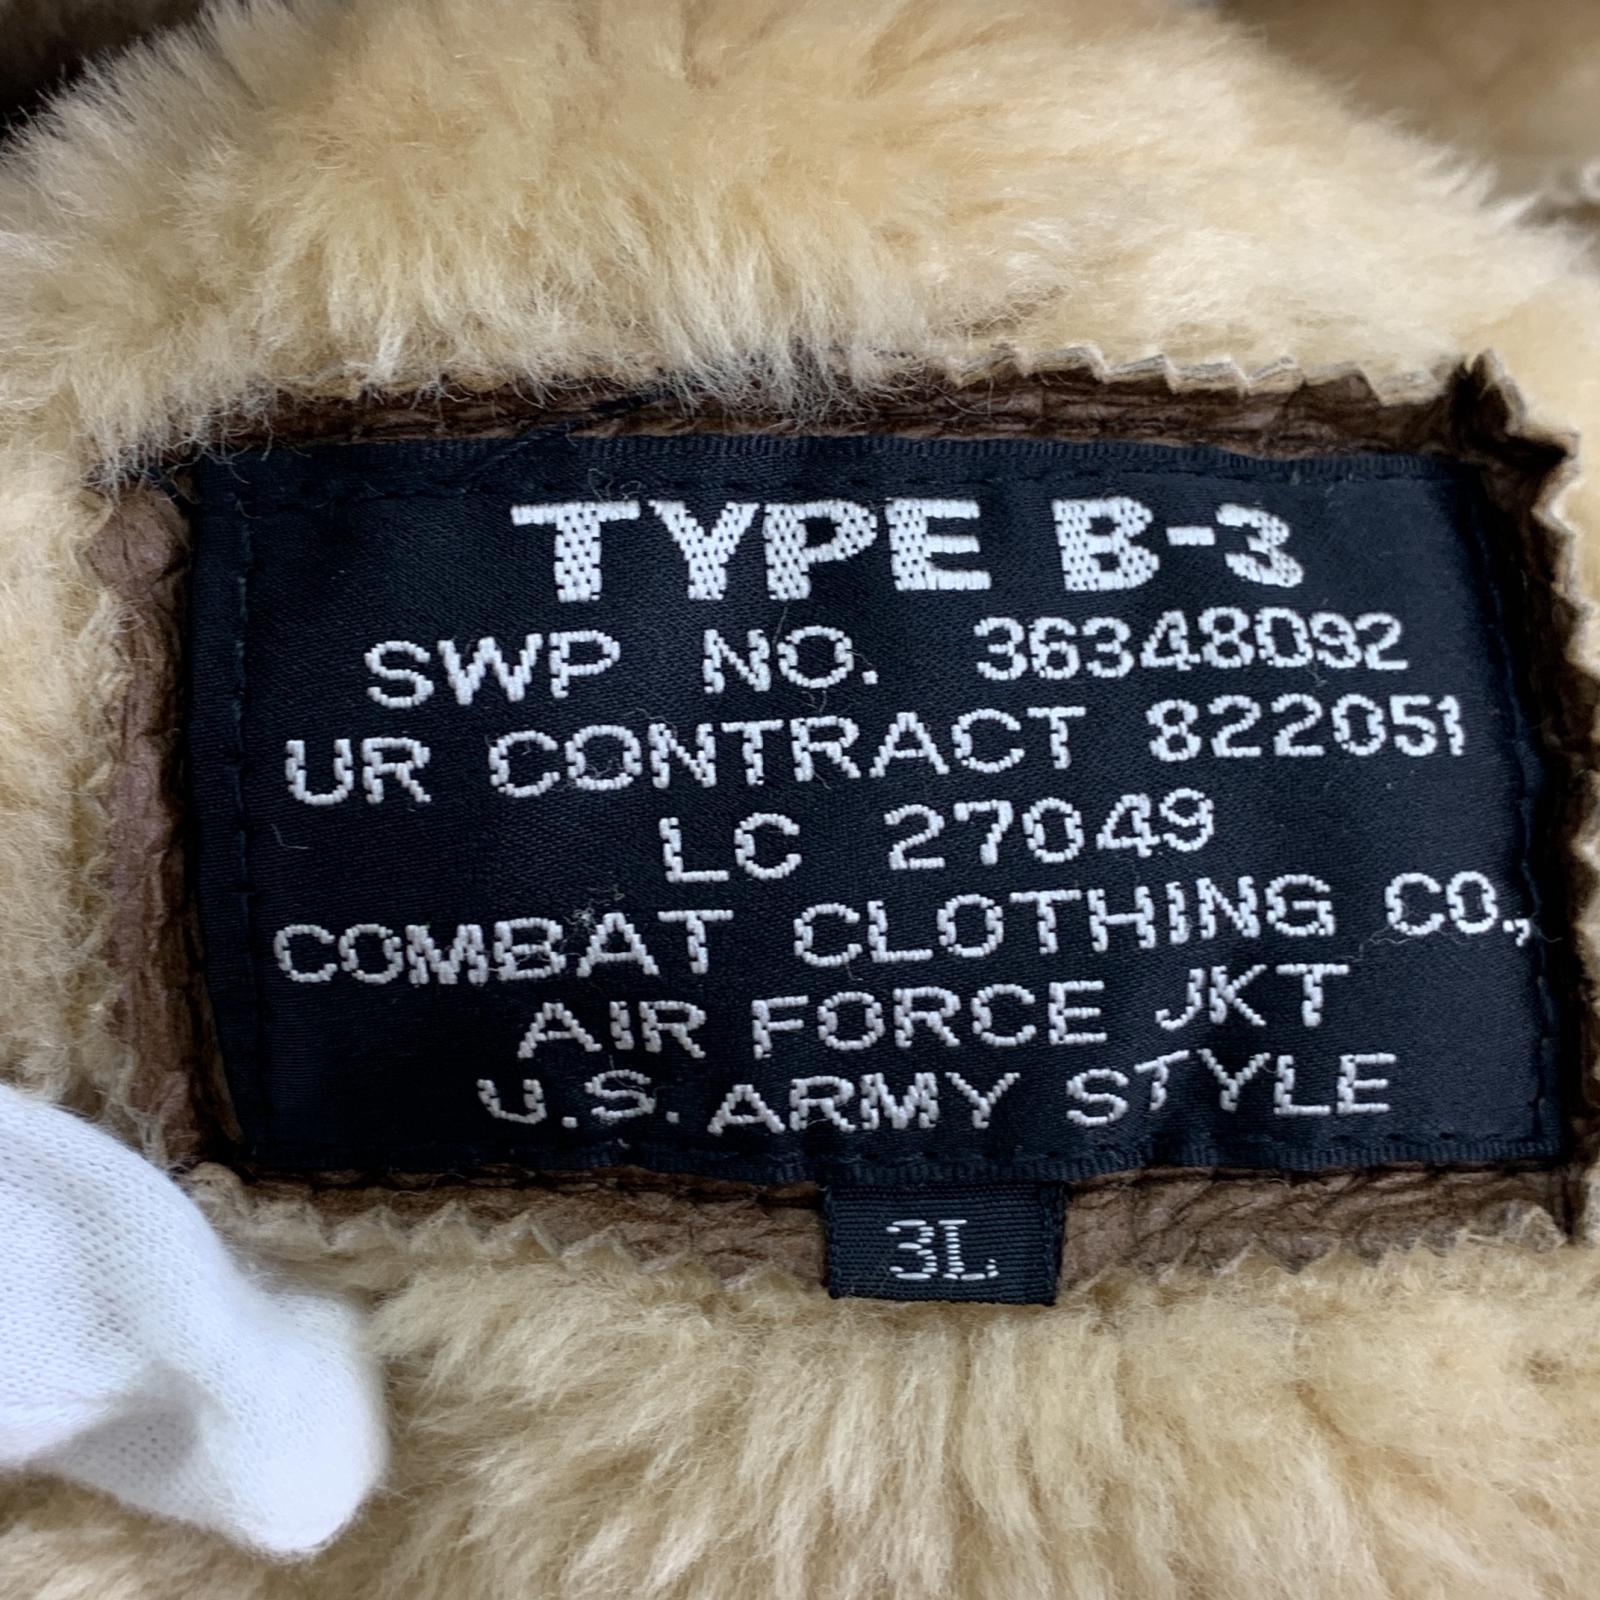 TYPE B-3
SWP NO. 36348092
UR CONTRACT 822051
LC 27049
COMBAT CLOTHING CO.,
AIR FORCE JKT
U.S. ARMY STYLE
3L